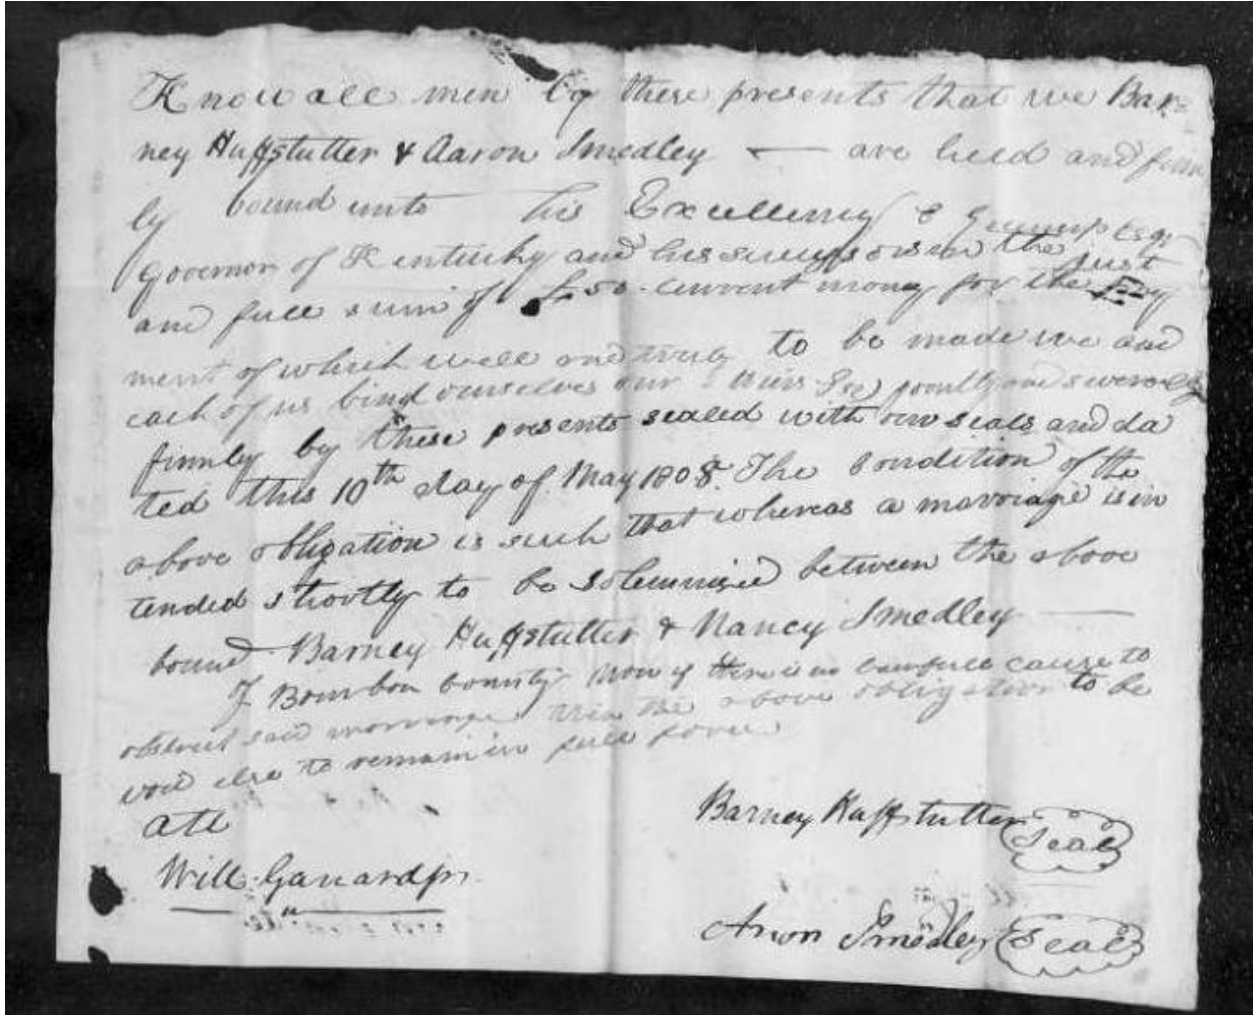 Know all men by these presents that we Bar
ney Huffstutter & Aaron Smedley — are held and firm
ly bound unto his Excellency C Greenup Esqr
governor of Kentucky and his successors in the just
and full sum of £50 current money for the pay
ment of which well and truly to be made we and
each of us bind ourselves our heirs &c jointly and severally
firmly by these presents sealed with our seals and da
ted this 10th day of May 1808. The condition of the
above obligation is such that whereas a marriage is in
tended shortly to be solemnized between the above
bound Barney Huffstutter & Nancy Smedley —
of Bourbon County Now if there is no lawfull cause to
obstruct said marriage then the above obligation to be
void else to remain in full force
att
Barney Huffstutter Seal
Will Garrard jr.
Aron Smedley Seal